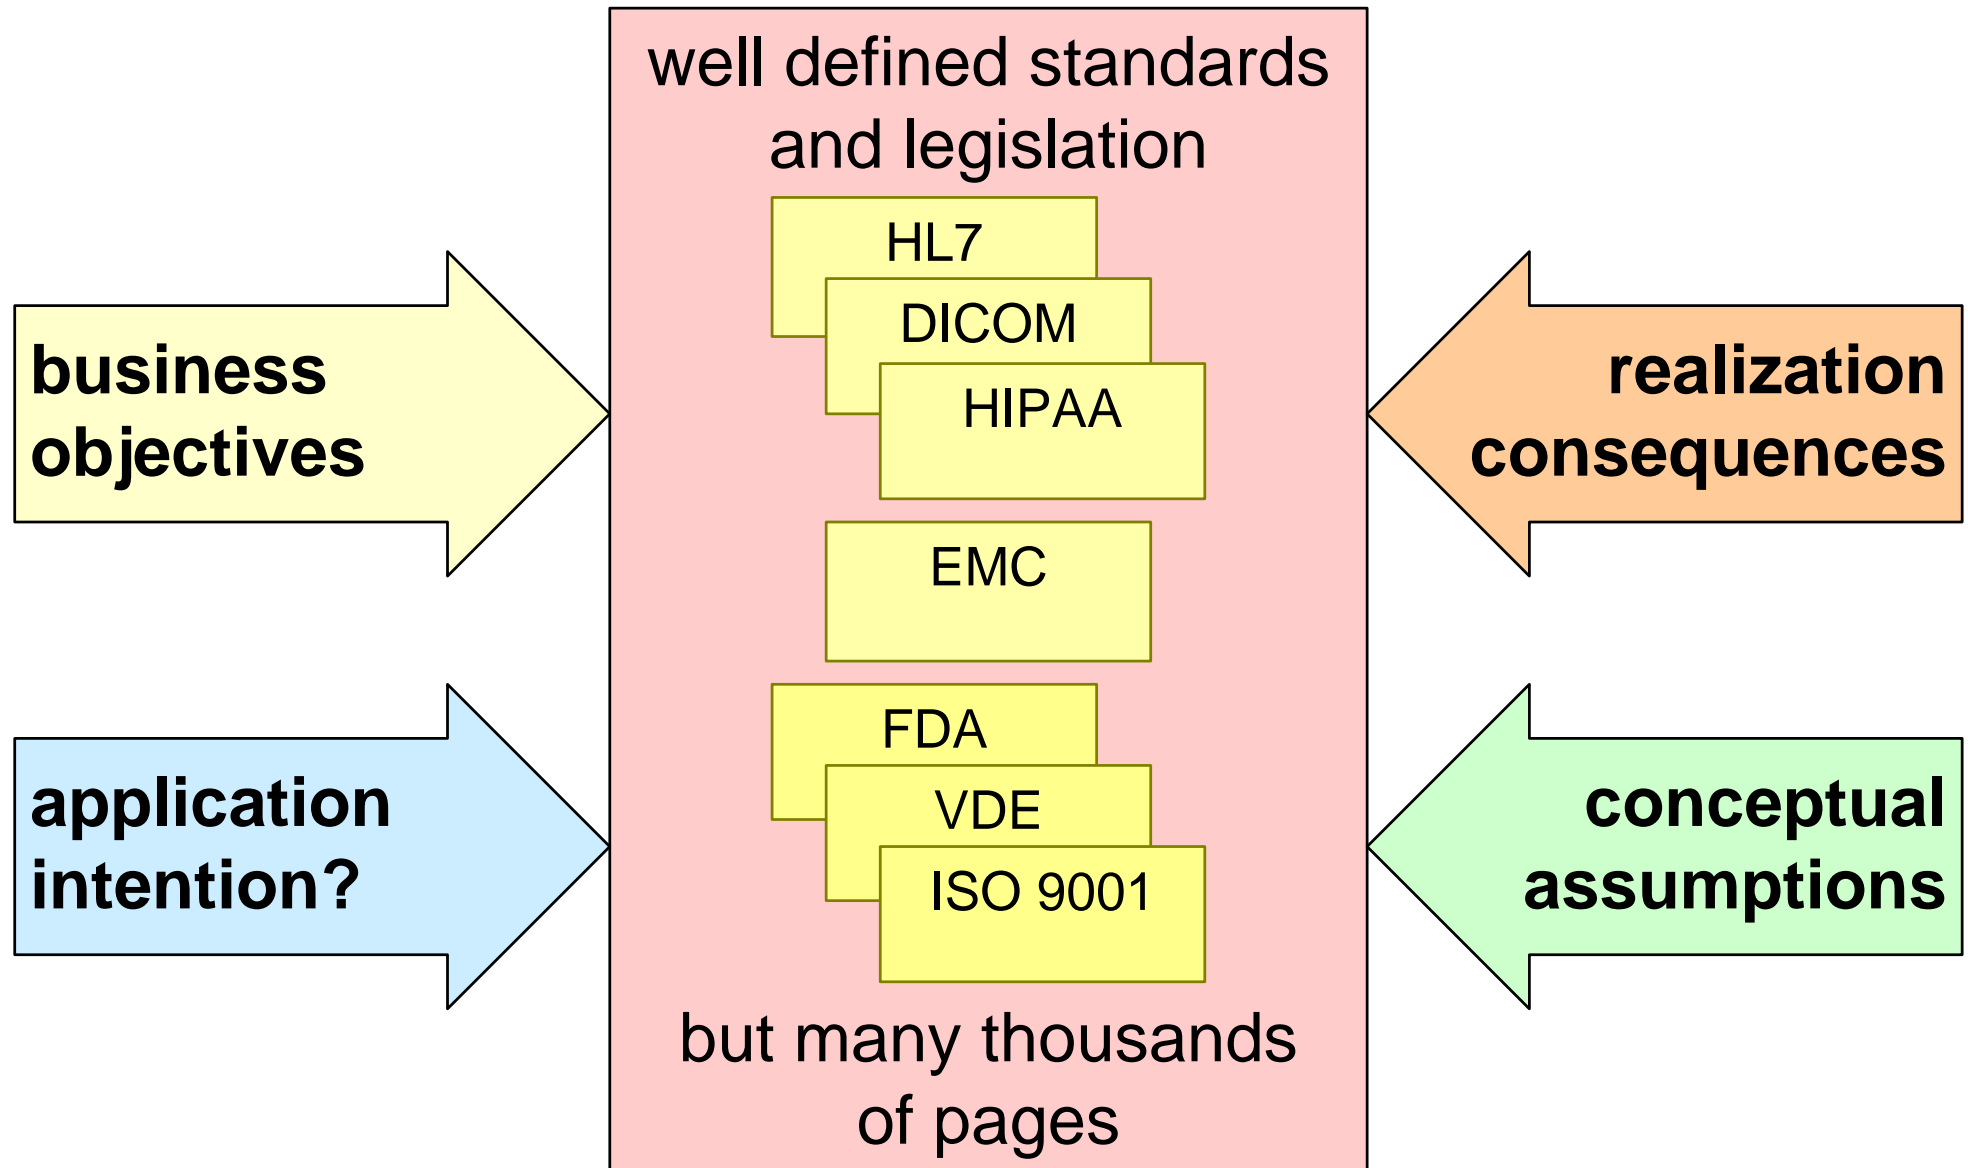 well defined standards
and legislation
HL7
DICOM
HIPAA
EMC
FDA
VDE
ISO 9001
but many thousands
of pages
business
objectives
application
intention?
realization
consequences
conceptual
assumptions